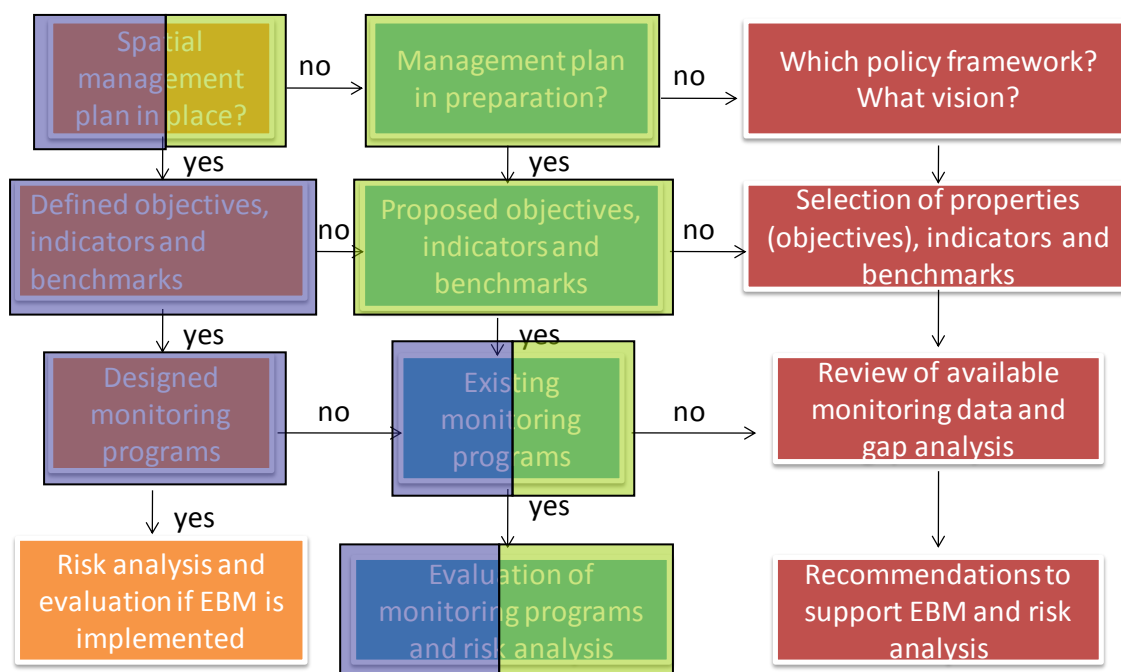 Spatial
management
plan in place?
no
Management plan
in preparation?
no
Which policy framework?
What vision?
yes
yes
Defined objectives,
indicators and
benchmarks
no
Proposed objectives,
indicators and
benchmarks
no
Selection of properties
(objectives), indicators and
benchmarks
yes
yes
Designed
monitoring
programs
no
Existing
monitoring
programs
no
Review of available
monitoring data and
gap analysis
yes
yes
Risk analysis and
evaluation if EBM is
implemented
Evaluation of
monitoring programs
and risk analysis
Recommendations to
support EBM and risk
analysis